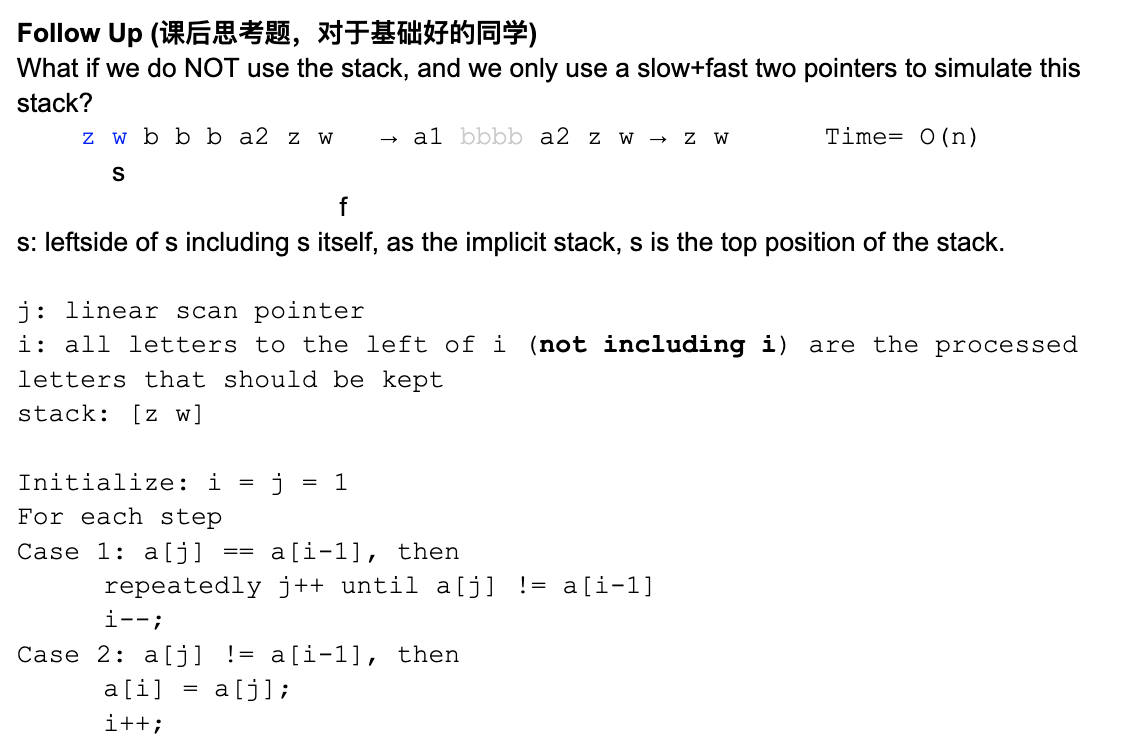 Follow Up (课后思考题，对于基础好的同学)
What if we do NOT use the stack, and we only use a slow+fast two pointers to simulate this
stack?
z w b b b a2 z w → a1 bbbb a2 z w → z w Time= O(n)
s
f
s: leftside of s including s itself, as the implicit stack, s is the top position of the stack.
j: linear scan pointer
i: all letters to the left of i (not including i) are the processed
letters that should be kept
stack: [z w]
Initialize: i = j = 1
For each step
Case 1: a[j] == a[i-1], then
repeatedly j++ until a[j] != a[i-1]
i--;
Case 2: a[j] != a[i-1], then
a[i] = a[j];
i++;